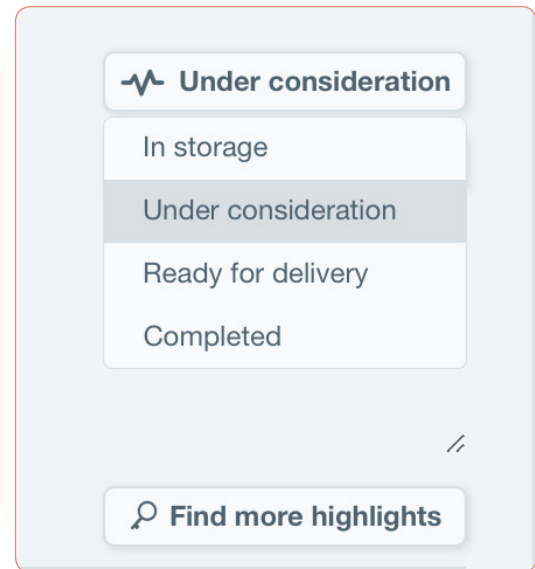 Under consideration
In storage
Under consideration
Ready for delivery
Completed
Find more highlights